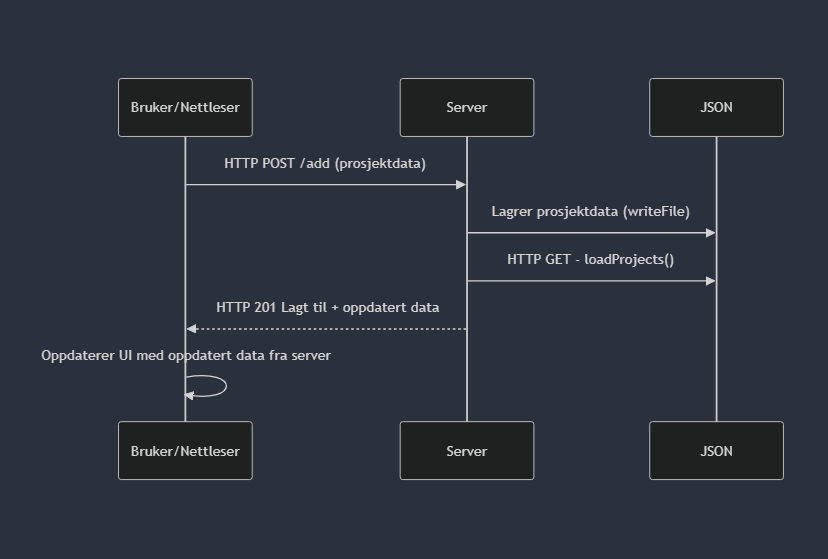 Bruker/Nettleser
Server
JSON
HTTP POST /add (prosjektdata)
Lagrer prosjektdata (writeFile)
HTTP GET - loadProjects()
HTTP 201 Lagt til + oppdatert data
Oppdaterer UI med oppdatert data fra server
Bruker/Nettleser
Server
JSON